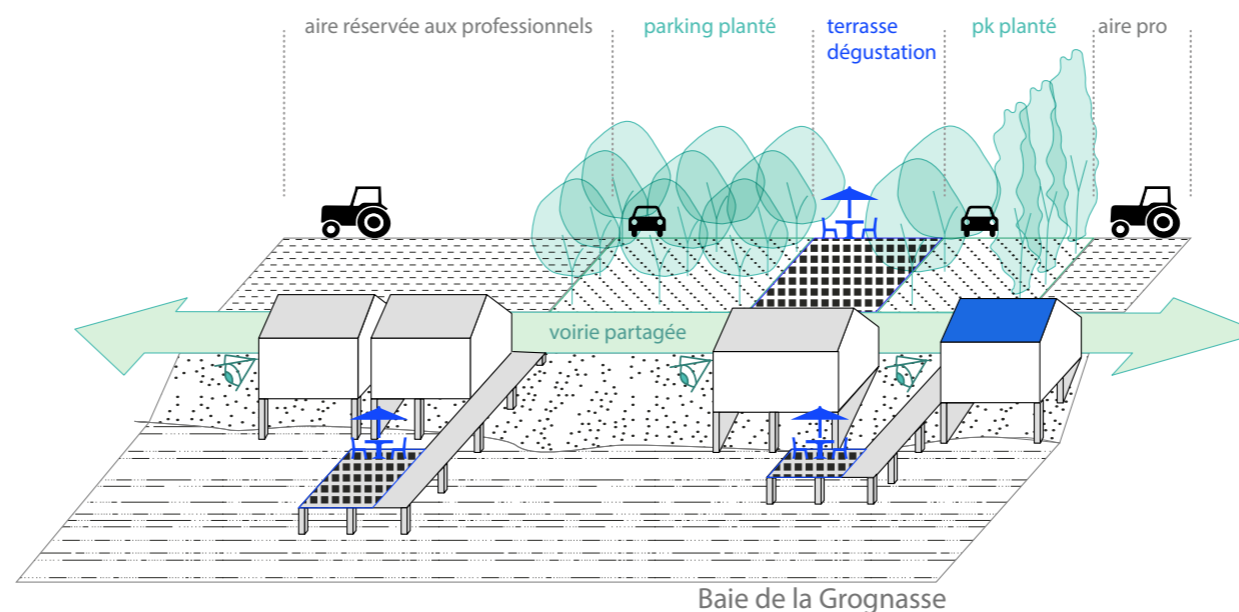 aire réservée aux professionnels
parking planté
terrasse
dégustation
pk planté
aire pro
voirie partagée
Baie de la Grognasse